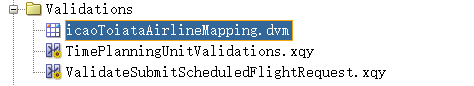 Validations
icaoToiataAirlineMapping.dvm
TimePlanningUnitValidations.xqy
ValidateSubmitScheduledFlightRequest.xqy